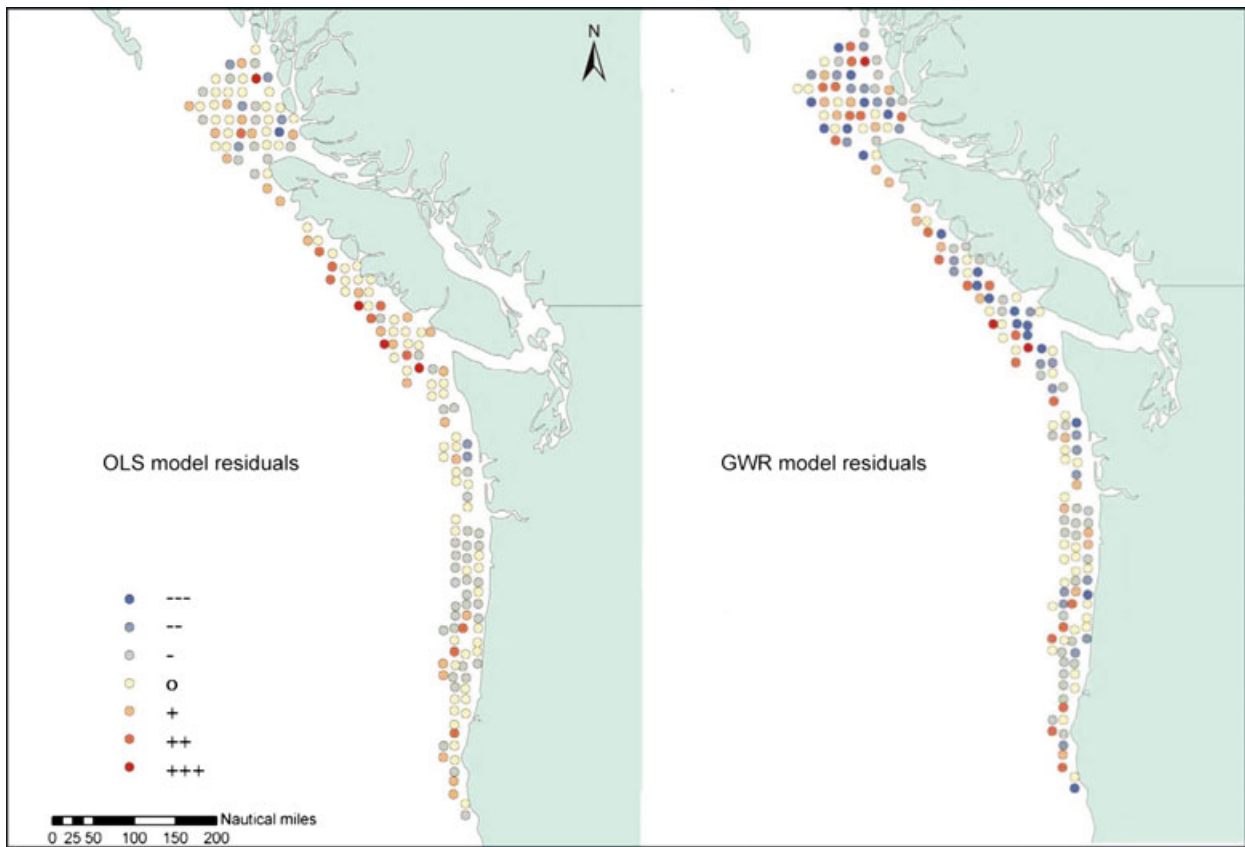 N
OLS model residuals
GWR model residuals
---
--
-
o
+
++
+++
Nautical miles
0 25 50 100 150 200